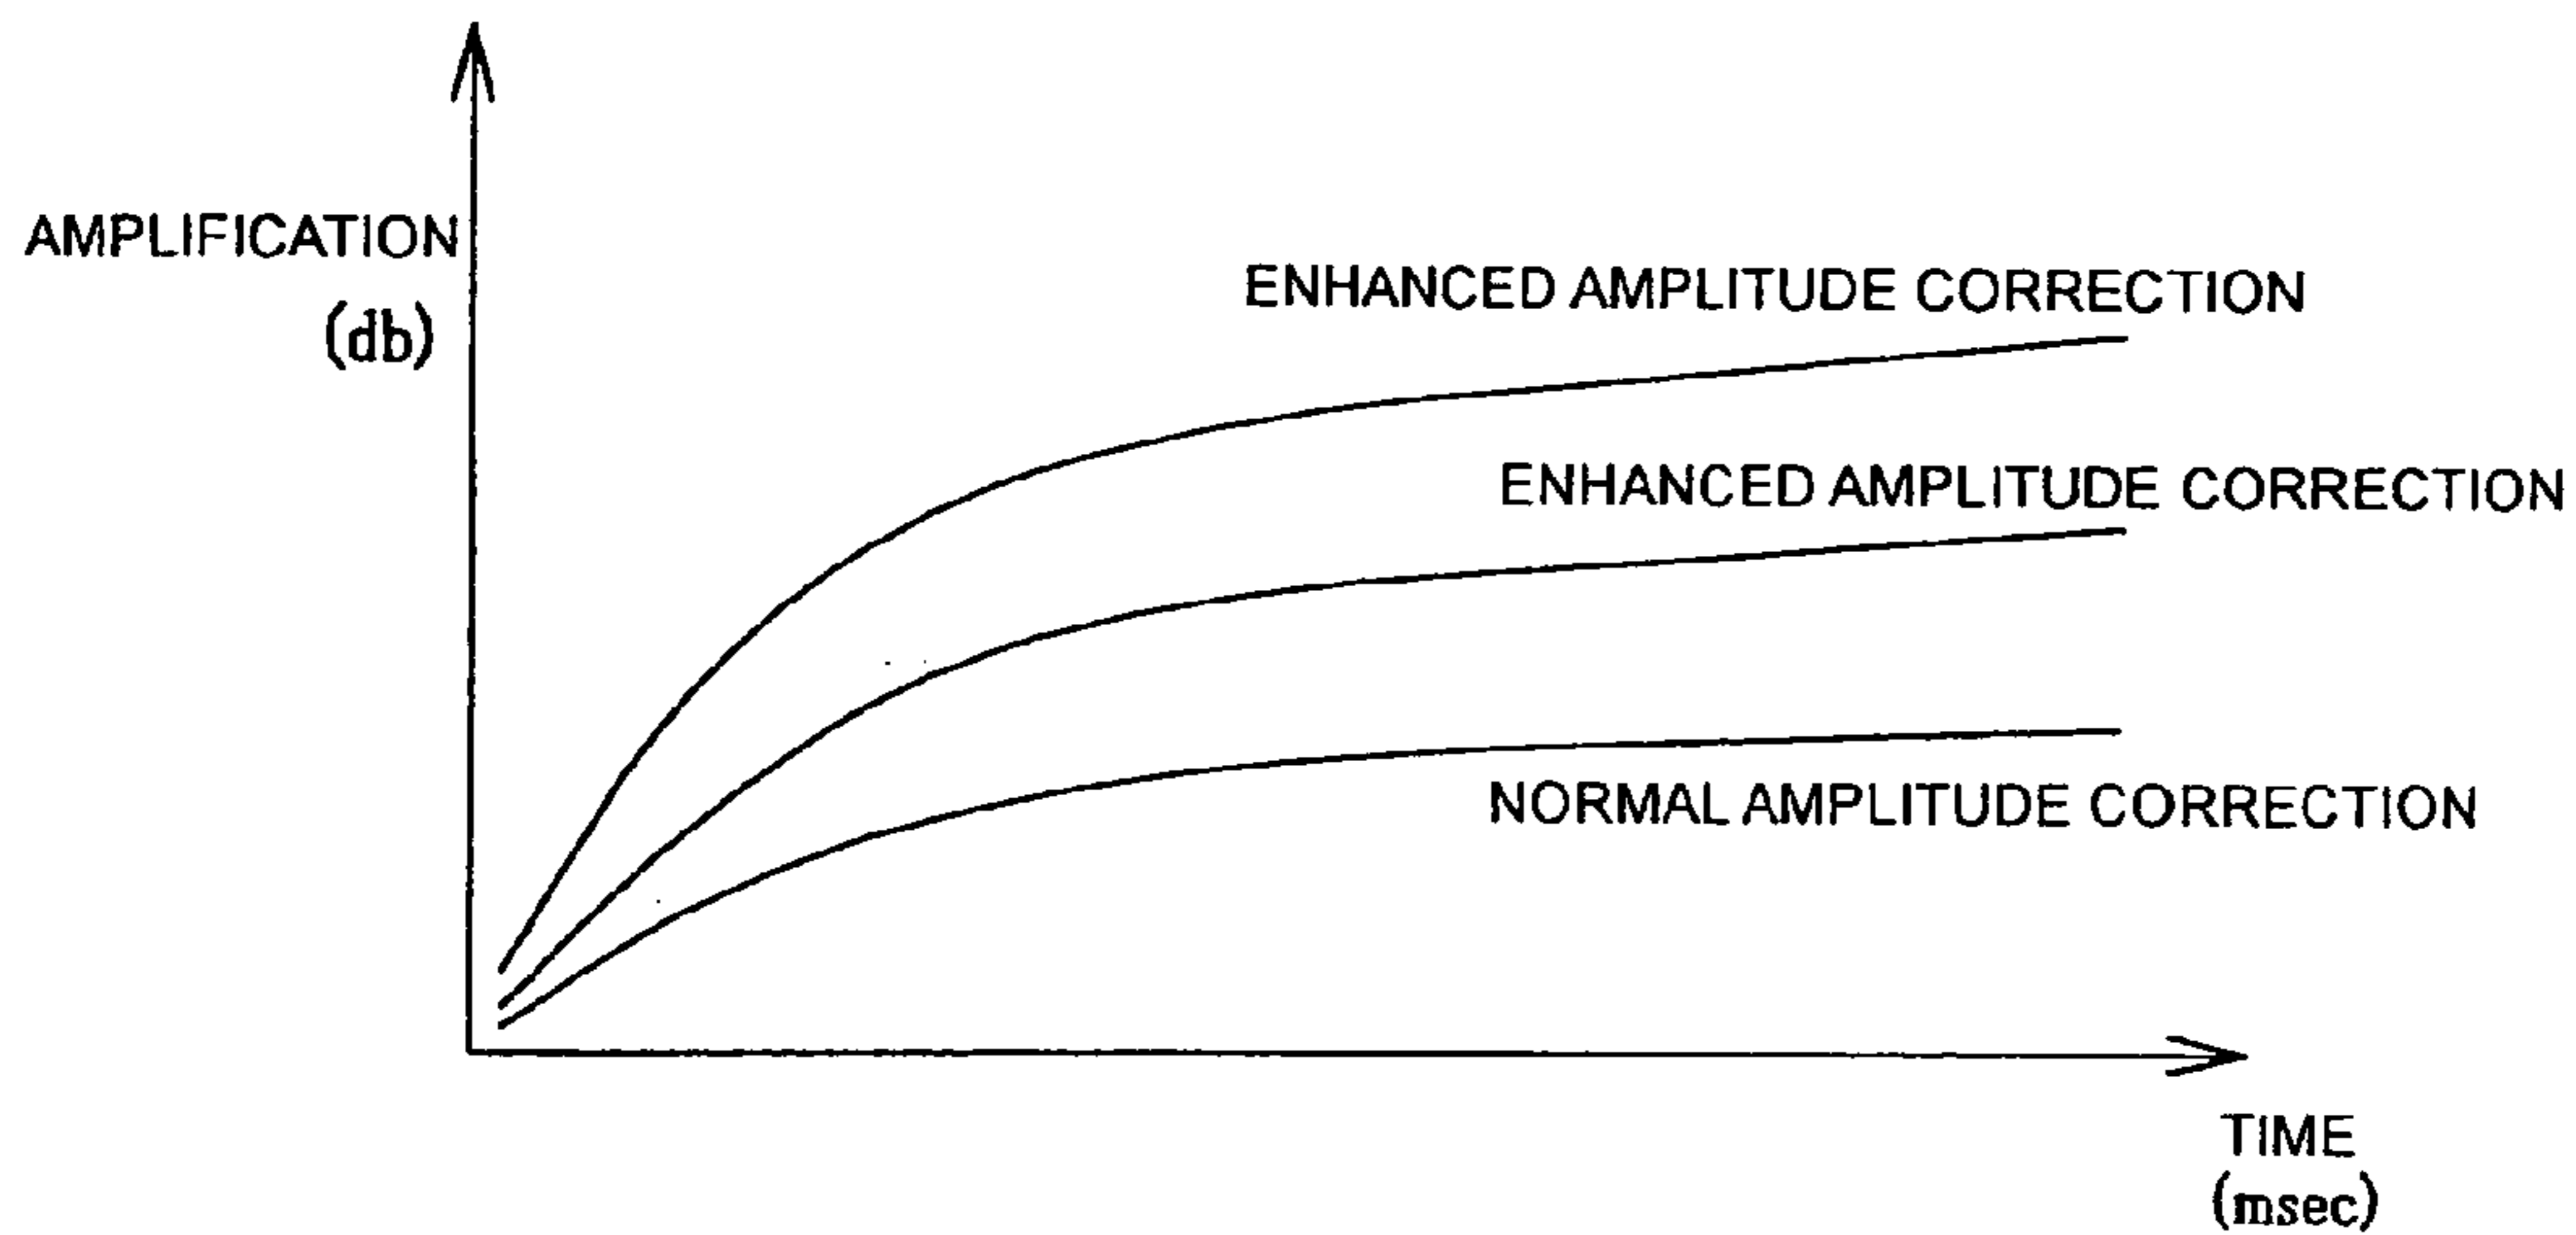 AMPLIFICATION
(db)
ENHANCED AMPLITUDE CORRECTION
ENHANCED AMPLITUDE CORRECTION
NORMAL AMPLITUDE CORRECTION
TIME
(msec)